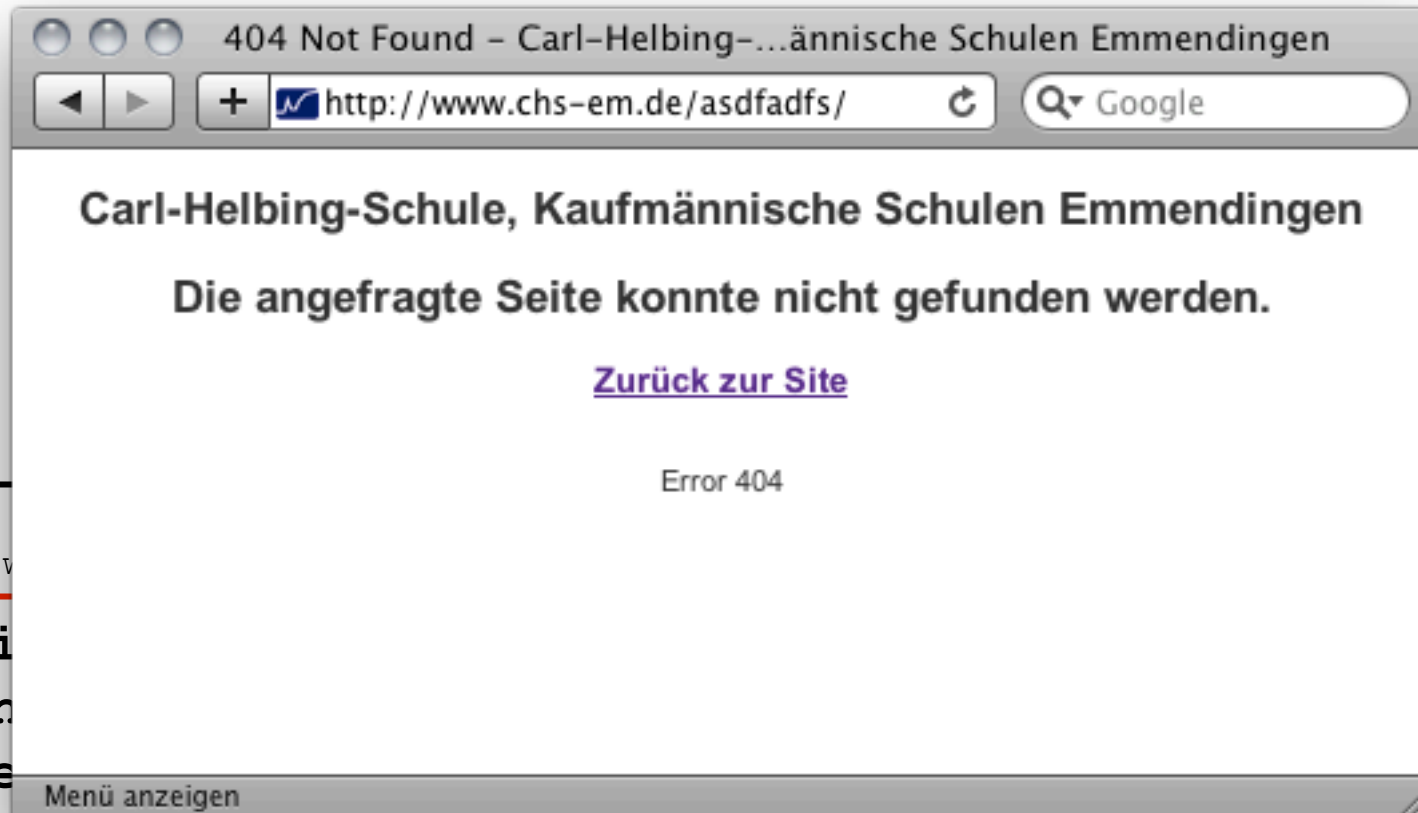 404 Not Found – Carl–Helbing–...ännische Schulen Emmendingen
http://www.chs-em.de/asdfadfs/
Google
Carl-Helbing-Schule, Kaufmännische Schulen Emmendingen
Die angefragte Seite konnte nicht gefunden werden.
Zurück zur Site
Error 404
Menü anzeigen